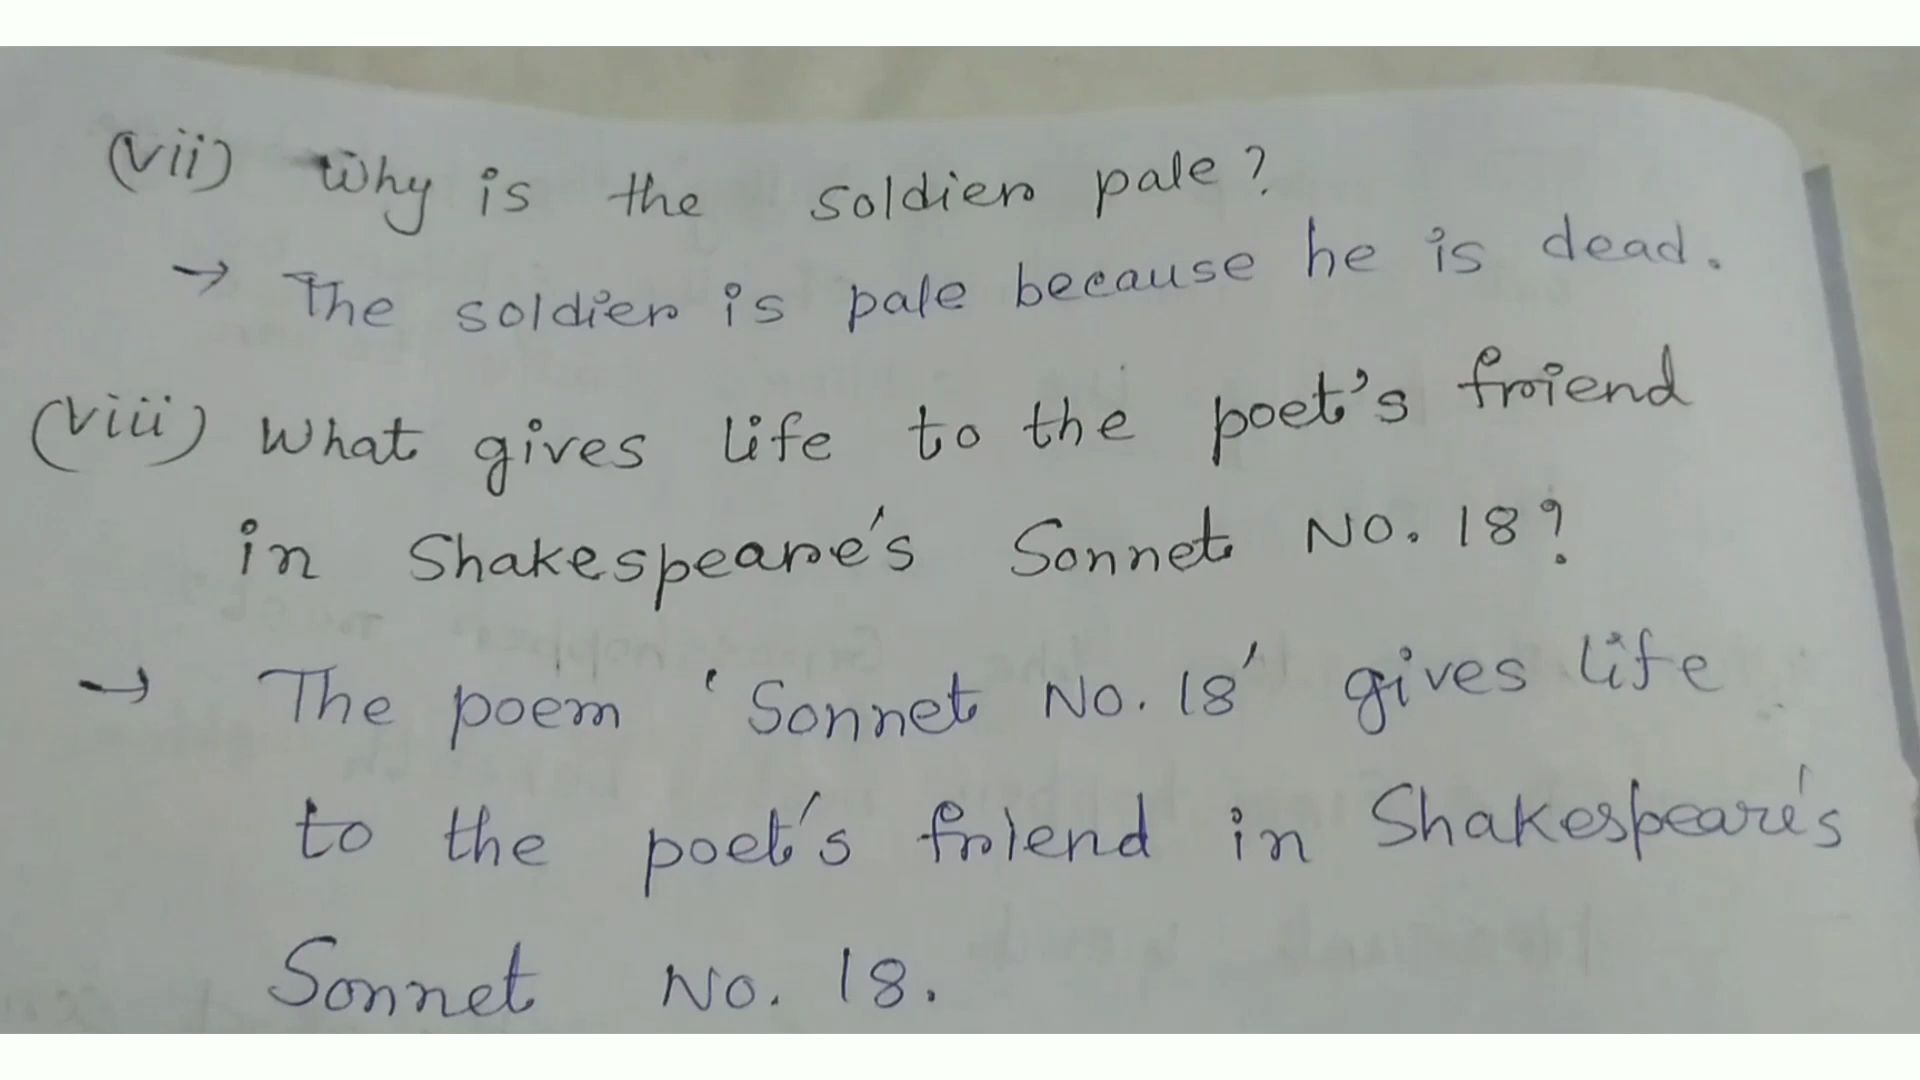 (vii) Why is the soldier pale?
→ The soldier is pale because he is dead.
(viii) What gives life to the poet's friend
in Shakespeare's Sonnet No. 18?
→ The poem 'Sonnet No. 18' gives life
to the poet's friend in Shakespeare's
Sonnet No. 18.